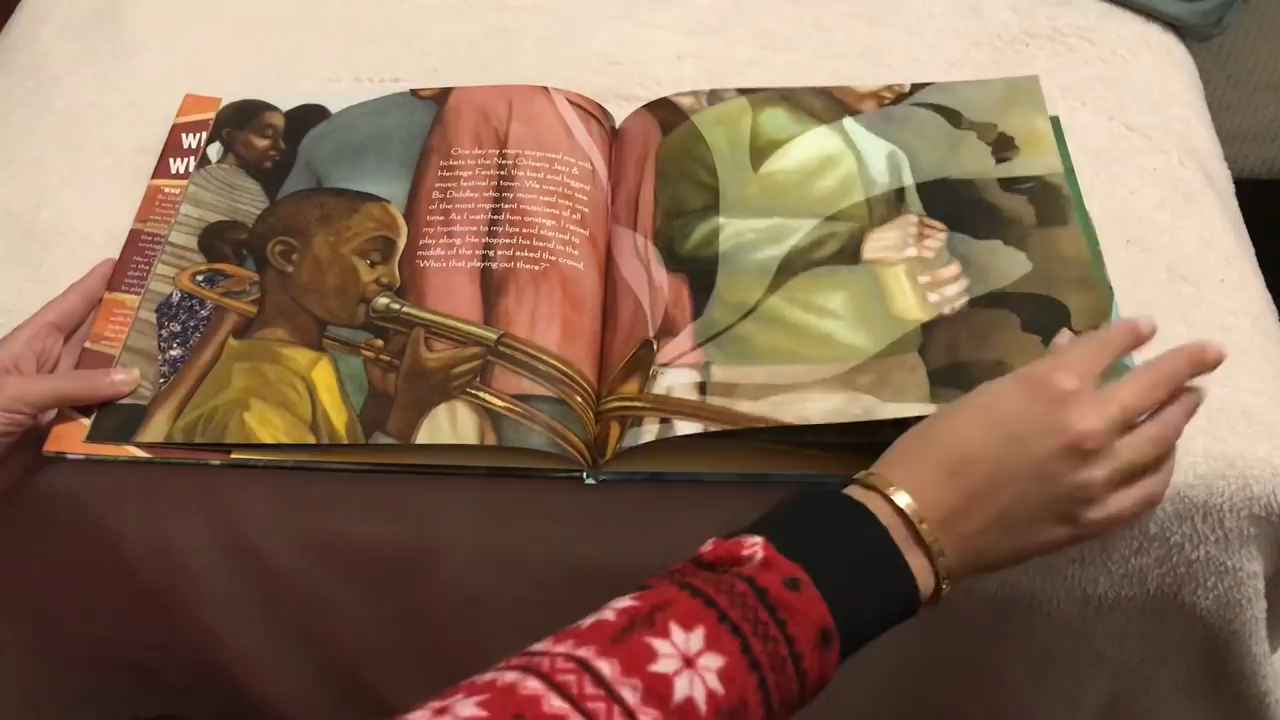 One day my mom surprised me with
tickets to the New Orleans Jazz &
Heritage Festival, the best and biggest
music festival in town. We went to see
Bo Diddley, who my mom said was one
of the most important musicians of all
time. As I watched him onstage, I raised
my trombone to my lips and started to
play along. He stopped his band in the
middle of the song and asked the crowd,
"Who's that playing out there?"